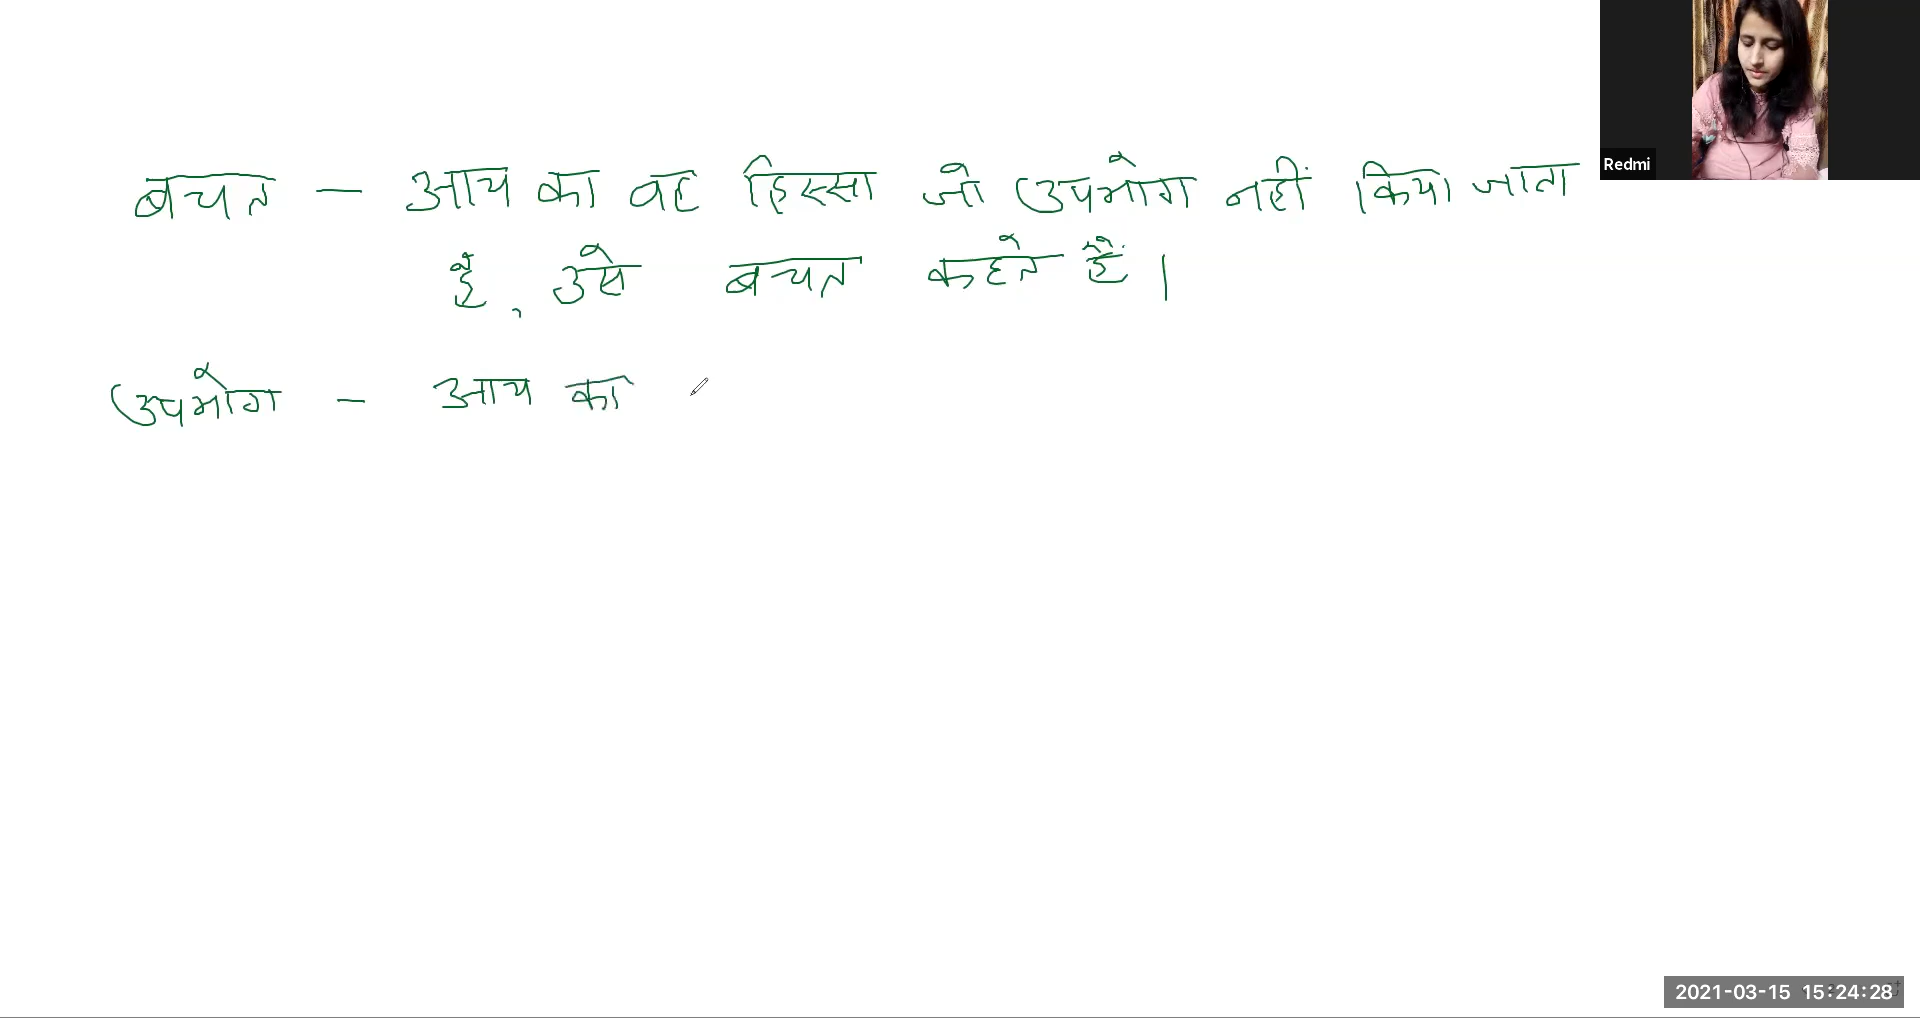 Redmi
बचत - आय का वह हिस्सा जो उपभोग नहीं किया जाता
है, उसे बचत कहते हैं।
उपभोग - आय का
2021-03-15 15:24:28